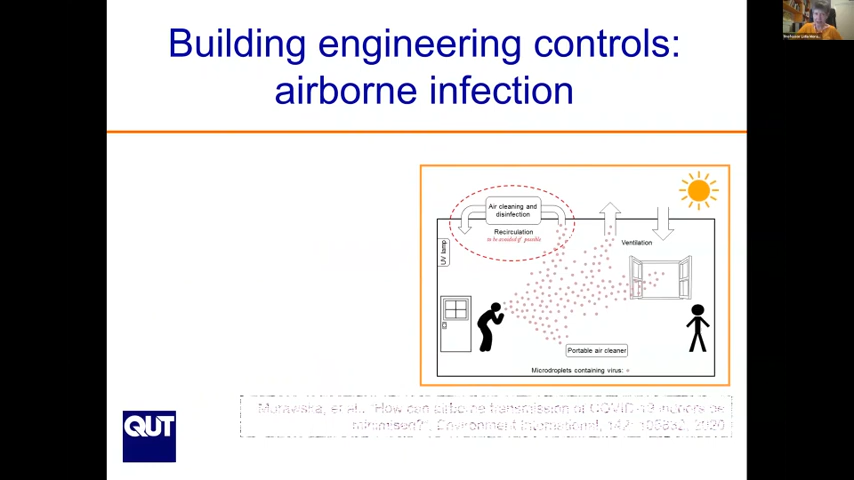 Building engineering controls:
airborne infection
Air cleaning and
disinfection
Recirculation
to be avoided if possible
UV lamp
Ventilation
Portable air cleaner
Microdroplets containing virus:
Morawska, et al., "How can airborne transmission of COVID-19 indoors be
minimised?", Environment International, 142: 105832, 2020
QUT